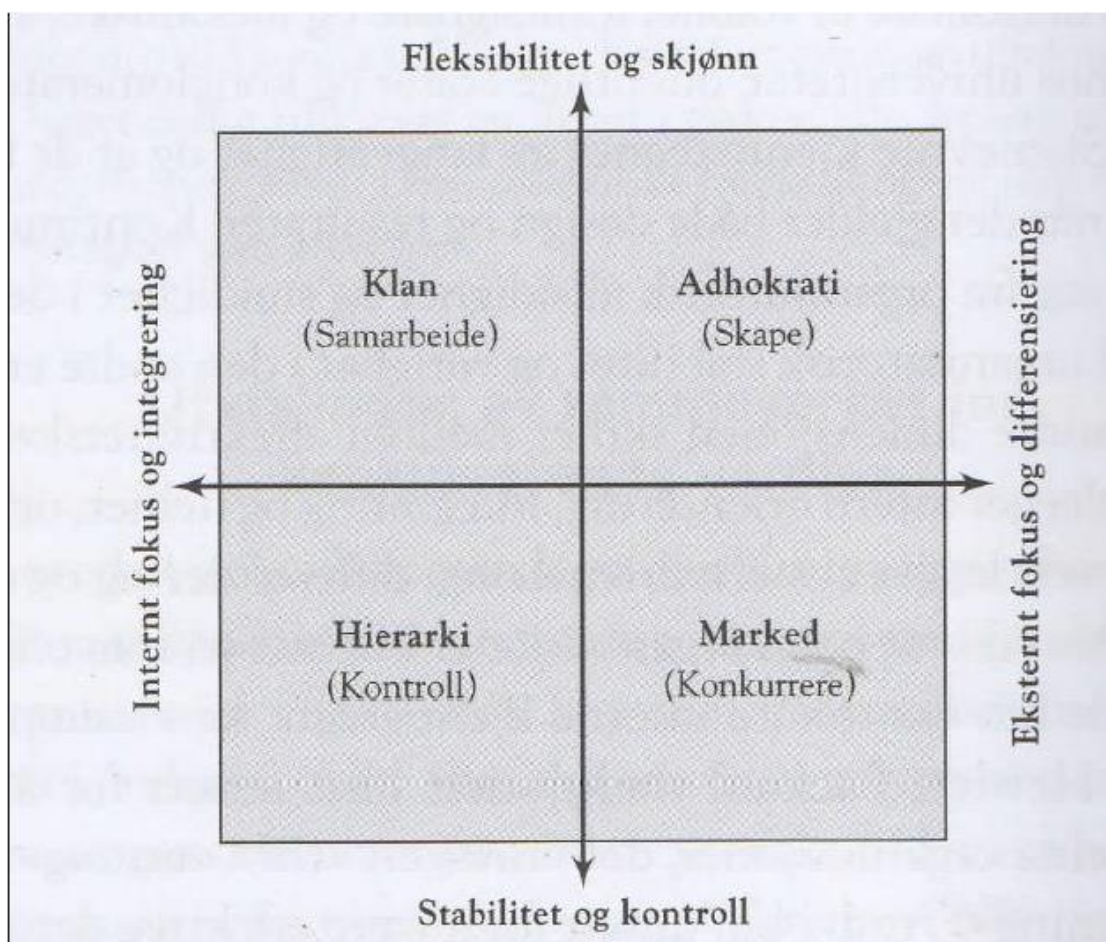 Fleksibilitet og skjønn
Internt fokus og integrering
Klan
(Samarbeide)
Adhokrati
(Skape)
Hierarki
(Kontroll)
Marked
(Konkurrere)
Eksternt fokus og differensiering
Stabilitet og kontroll